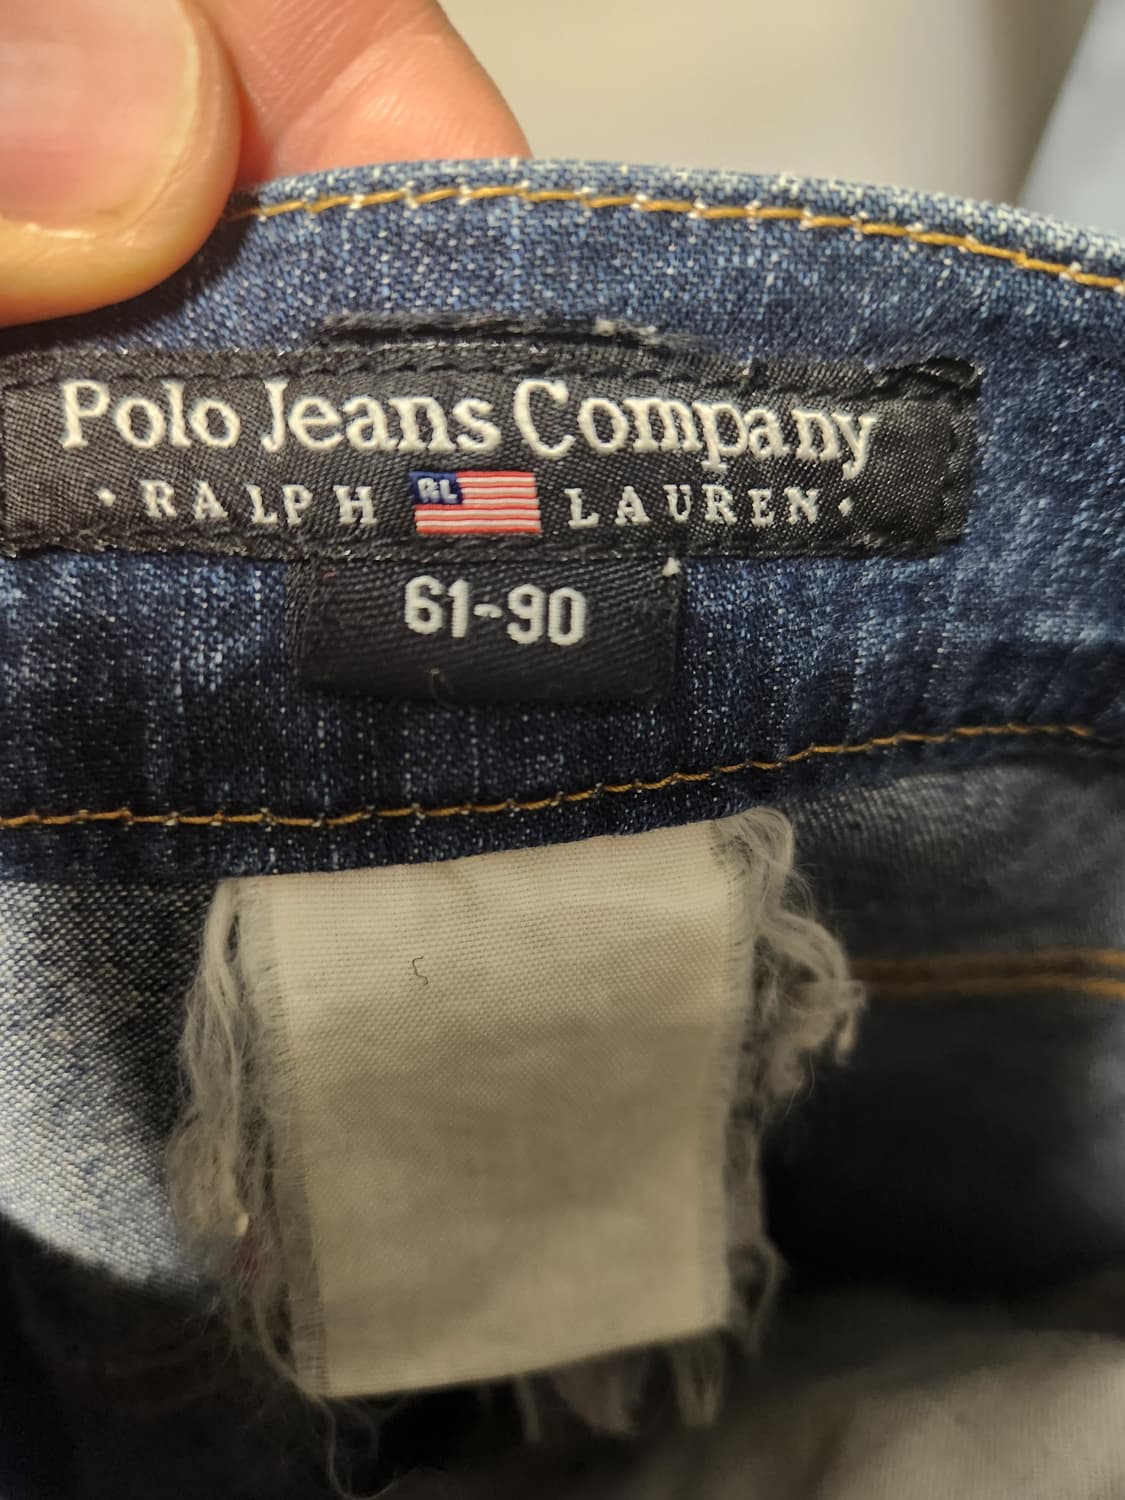 Polo Jeans Company
• RALPH RL LAUREN •
61-90